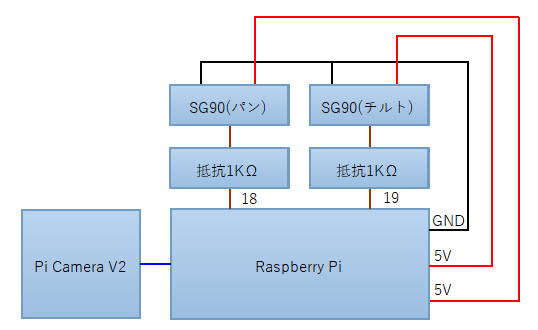 SG90(パン)
SG90(チルト)
抵抗1KΩ
抵抗1KΩ
18
19
GND
Pi Camera V2
Raspberry Pi
5V
5V